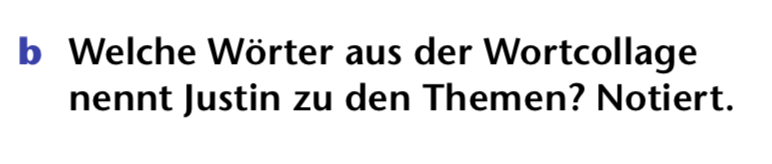 b Welche Wörter aus der Wortcollage
nennt Justin zu den Themen? Notiert.